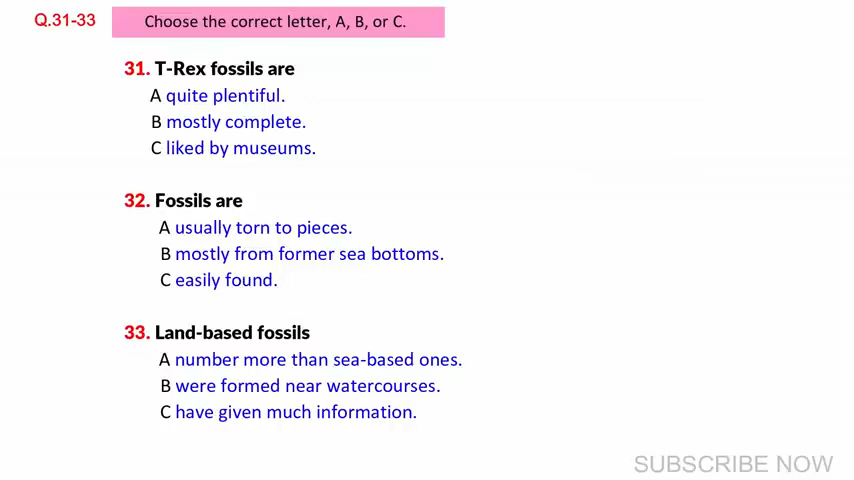 Q.31-33
Choose the correct letter, A, B, or C.
31. T-Rex fossils are
A quite plentiful.
B mostly complete.
C liked by museums.
32. Fossils are
A usually torn to pieces.
B mostly from former sea bottoms.
C easily found.
33. Land-based fossils
A number more than sea-based ones.
B were formed near watercourses.
C have given much information.
SUBSCRIBE NOW